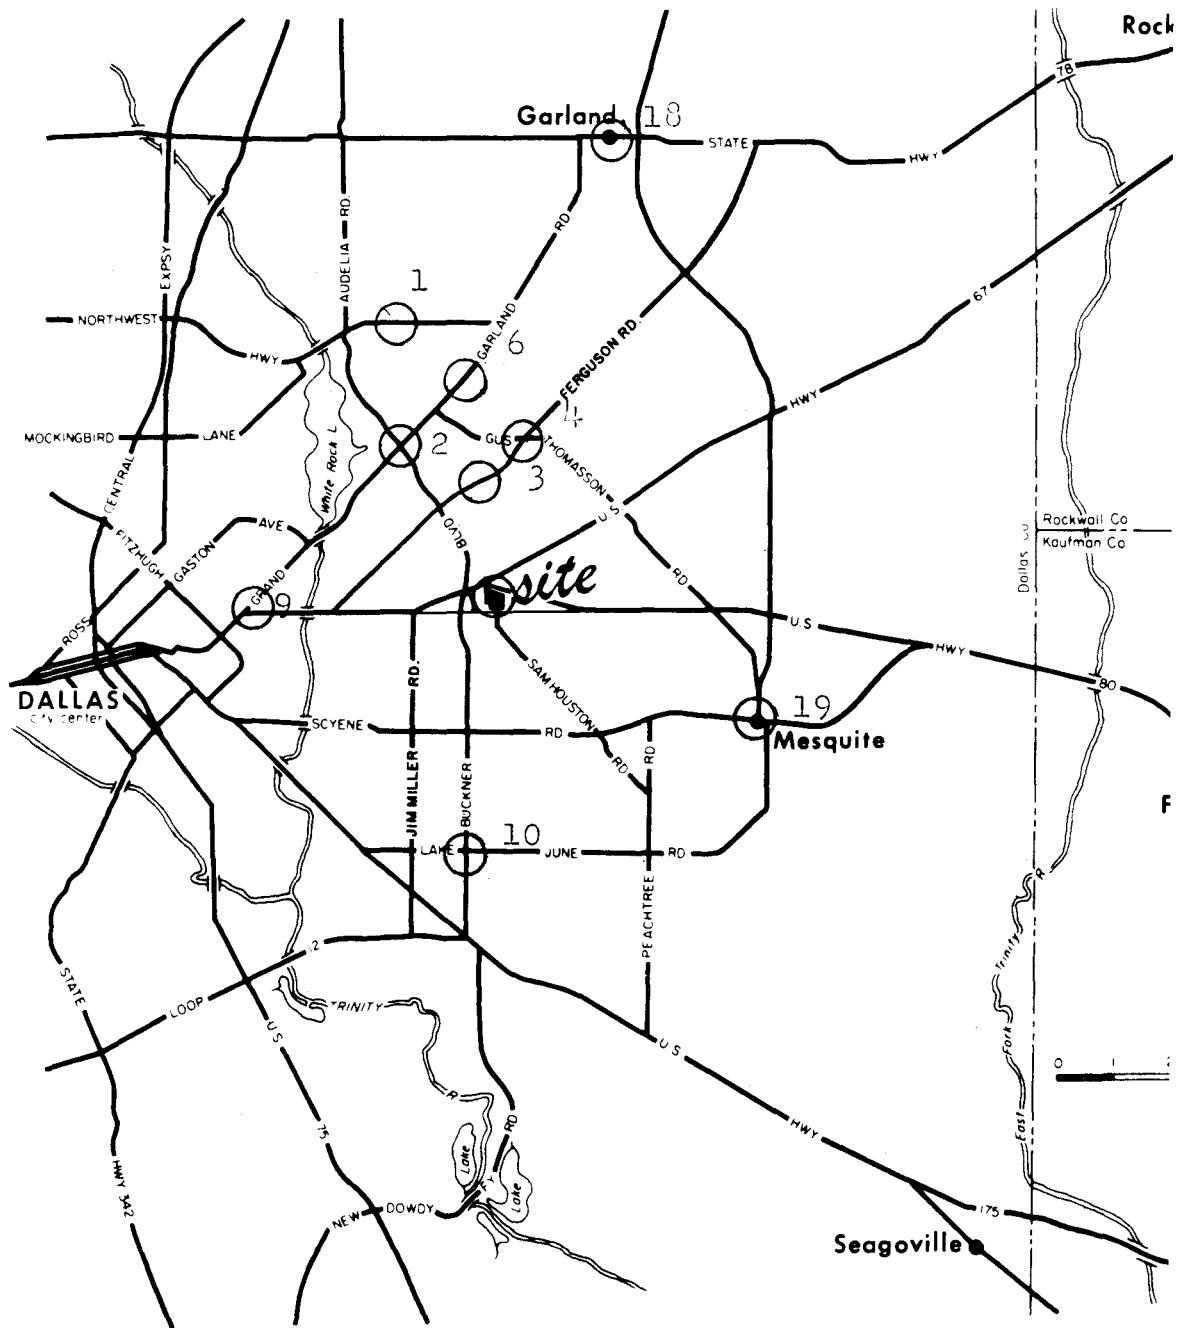 Rock
78
Garland
18
STATE
HWY
RD
AUDELIA RD.
EXPSY
1
67
NORTHWEST
HWY
GARLAND
6
FERGUSON RD.
HWY
4
MOCKINGBIRD LANE
2
GUS THOMASSON
3
White Rock L.
CENTRAL
U.S
AVE
BLVD
Rockwall Co
Kaufman Co
Dallas
FITZHUGH
GASTON
GRAND
RD
site
9
ROSS
U.S
HWY
80
DALLAS
city center
SAM HOUSTON
RD
SCYENE
RD
RD
19
Mesquite
JIM MILLER RD.
BUCKNER
F
10
LAKE JUNE RD
PEACHTREE
R
Trinity
12
STATE
LOOP
TRINITY
U.S
Fork
U.S
0 1 2
R
East
75
HWY
RD
Lake
Lake
HWY 342
FY
NEW DOWDY
175
Seagoville